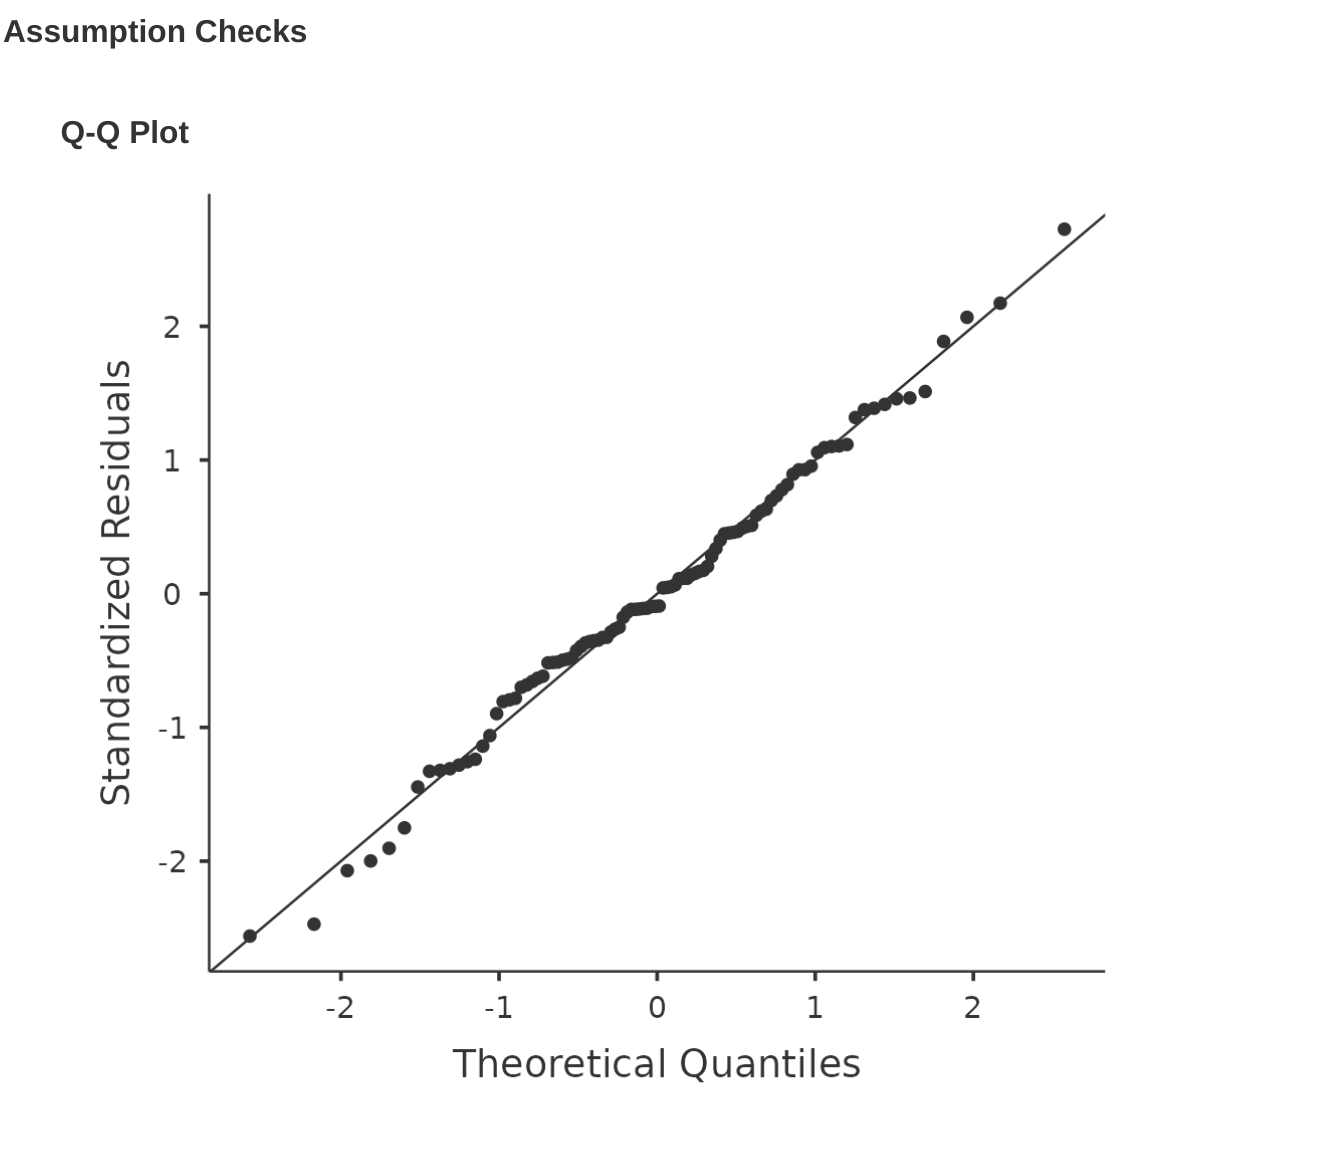 Assumption Checks
Q-Q Plot
2
1
0
-1
-2
Standardized Residuals
-2
-1
0
1
2
Theoretical Quantiles